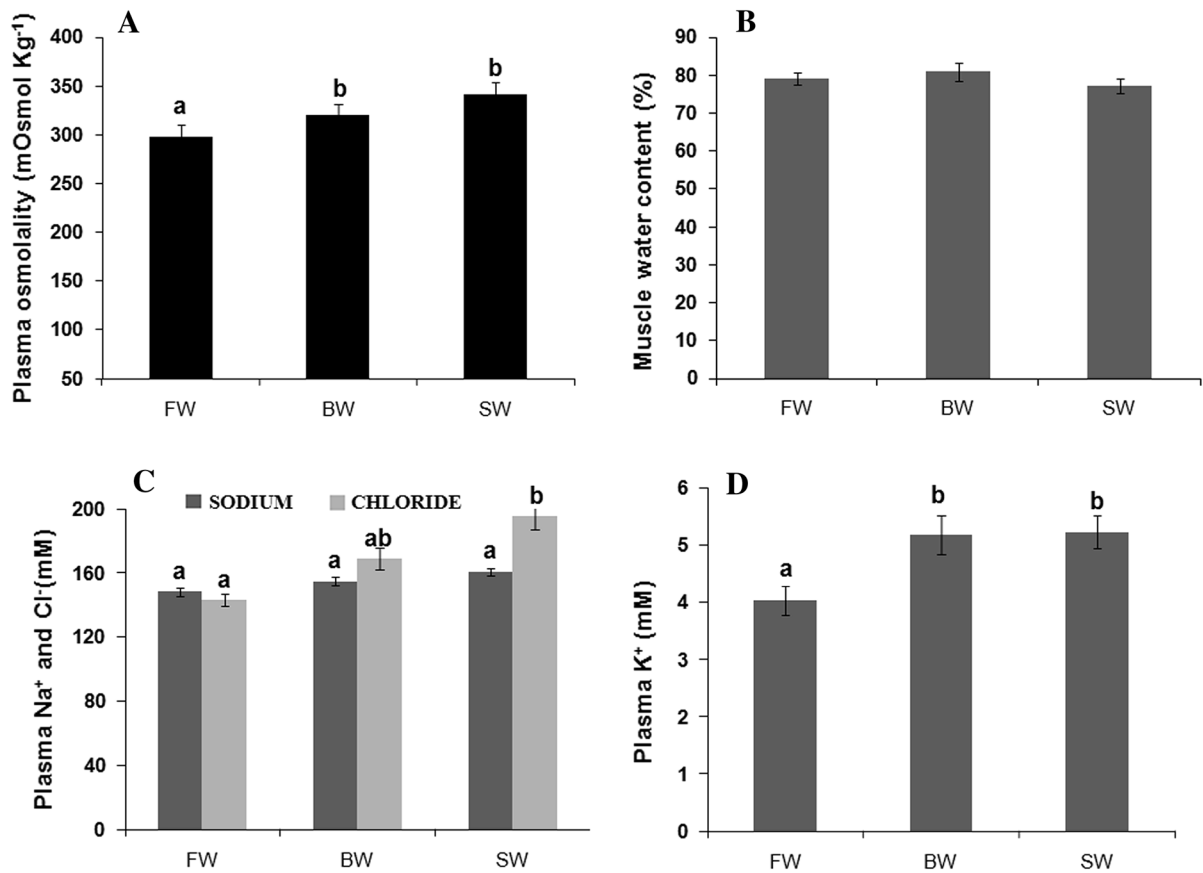 A
Plasma osmolality (mOsmol Kg⁻¹)
400
350
300
250
200
150
100
50
a
b
b
FW
BW
SW
B
Muscle water content (%)
90
80
70
60
50
40
30
20
10
0
FW
BW
SW
C
SODIUM
CHLORIDE
Plasma Na⁺ and Cl⁻(mM)
200
160
120
80
40
0
a
a
a
ab
a
b
FW
BW
SW
D
Plasma K⁺ (mM)
6
5
4
3
2
1
0
a
b
b
FW
BW
SW